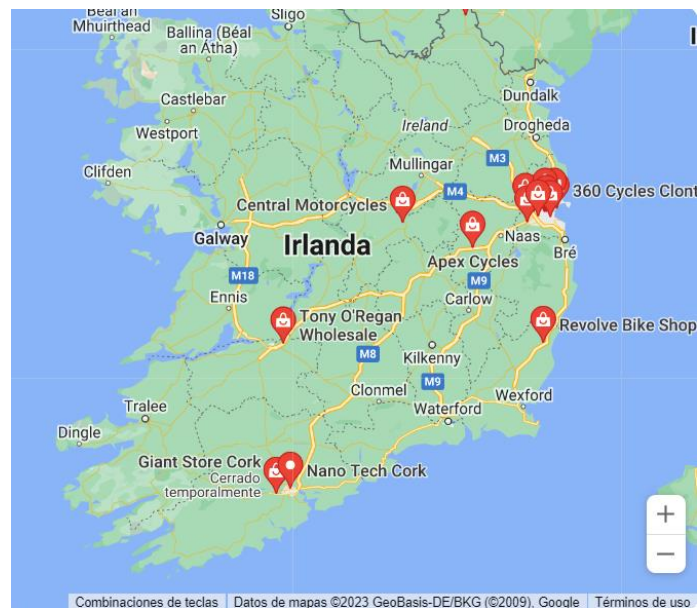 Béal an
Mhuirthead
Sligo
Ballina (Béal
an Átha)
Castlebar
Westport
Clifden
Ireland
Dundalk
Drogheda
Mullingar
M3
M4
360 Cycles Clont
Central Motorcycles
Galway
Irlanda
Naas
Bré
Apex Cycles
M18
M9
Ennis
Carlow
Tony O'Regan
Wholesale
Revolve Bike Shop
M8
Kilkenny
M9
Clonmel
Wexford
Tralee
Waterford
Dingle
Giant Store Cork
Cerrado
temporalmente
Nano Tech Cork
Combinaciones de teclas
Datos de mapas ©2023 GeoBasis-DE/BKG (©2009), Google
Términos de uso